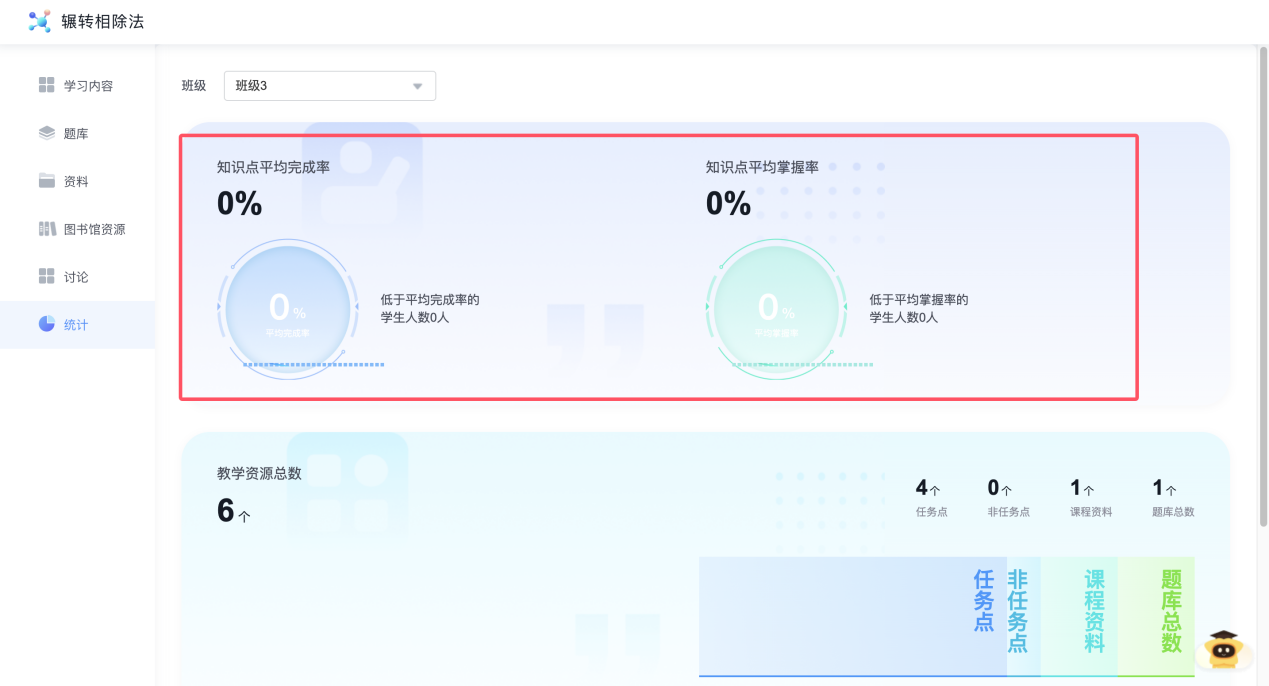 辗转相除法
学习内容
题库
资料
图书馆资源
讨论
统计
班级
班级3
知识点平均完成率
0%
0%
平均完成率
低于平均完成率的
学生人数0人
知识点平均掌握率
0%
0%
平均掌握率
低于平均掌握率的
学生人数0人
教学资源总数
6个
4个
任务点
0个
非任务点
1个
课程资料
1个
题库总数
任务点
非任务点
课程资料
题库总数